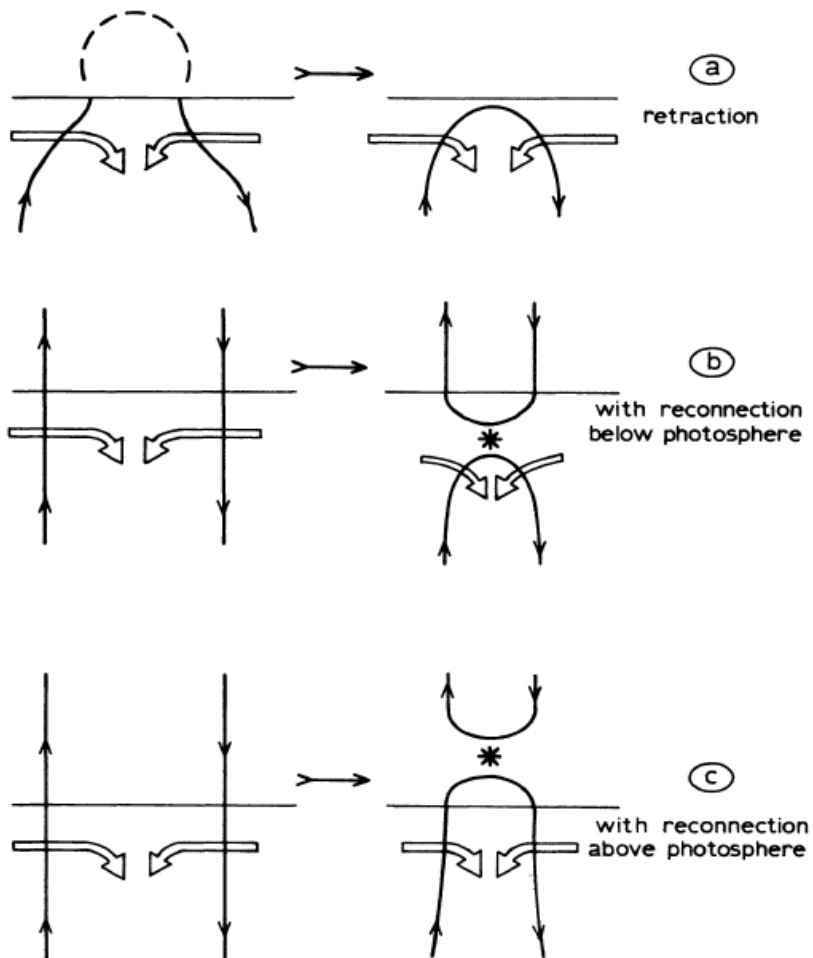 a
retraction
b
with reconnection
below photosphere
c
with reconnection
above photosphere